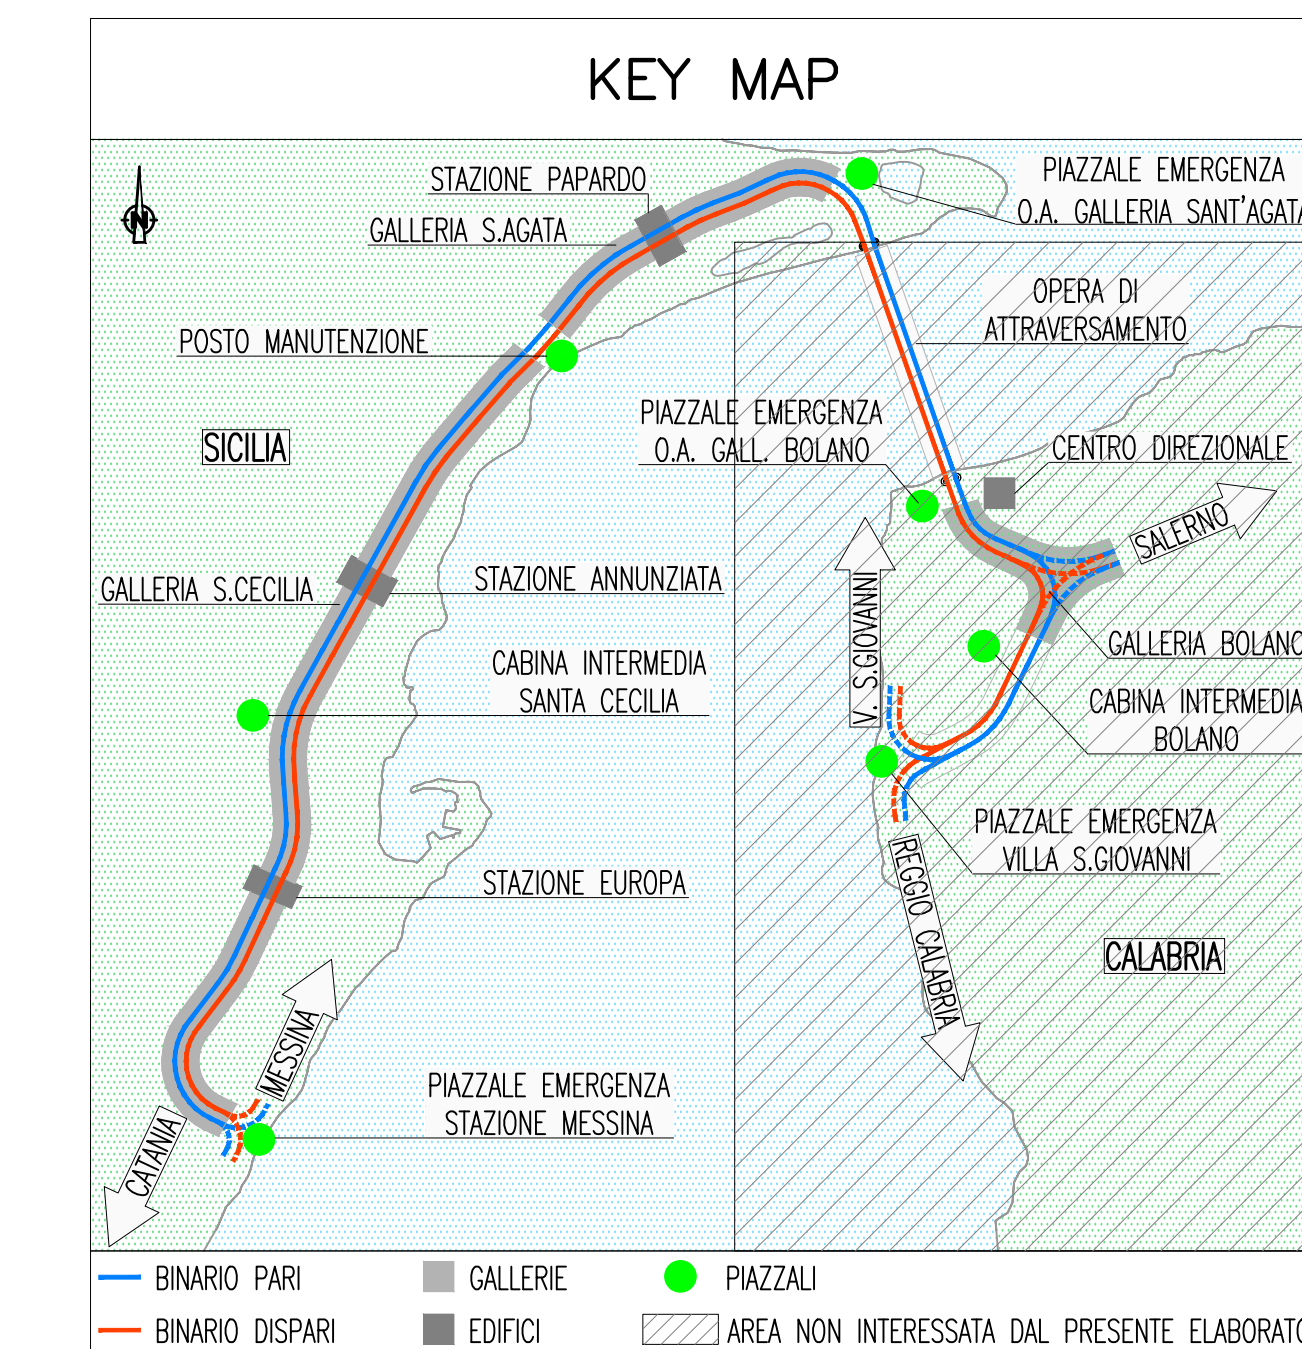 KEY MAP
N
STAZIONE PAPARDO
GALLERIA S.AGATA
PIAZZALE EMERGENZA
O.A. GALLERIA SANT'AGATA
OPERA DI
ATTRAVERSAMENTO
POSTO MANUTENZIONE
SICILIA
PIAZZALE EMERGENZA
O.A. GALL. BOLANO
CENTRO DIREZIONALE
SALERNO
V. S.GIOVANNI
GALLERIA S.CECILIA
STAZIONE ANNUNZIATA
GALLERIA BOLANO
CABINA INTERMEDIA
SANTA CECILIA
CABINA INTERMEDIA
BOLANO
PIAZZALE EMERGENZA
VILLA S.GIOVANNI
STAZIONE EUROPA
REGGIO CALABRIA
CALABRIA
MESSINA
PIAZZALE EMERGENZA
STAZIONE MESSINA
CATANIA
BINARIO PARI
GALLERIE
PIAZZALI
BINARIO DISPARI
EDIFICI
AREA NON INTERESSATA DAL PRESENTE ELABORATO